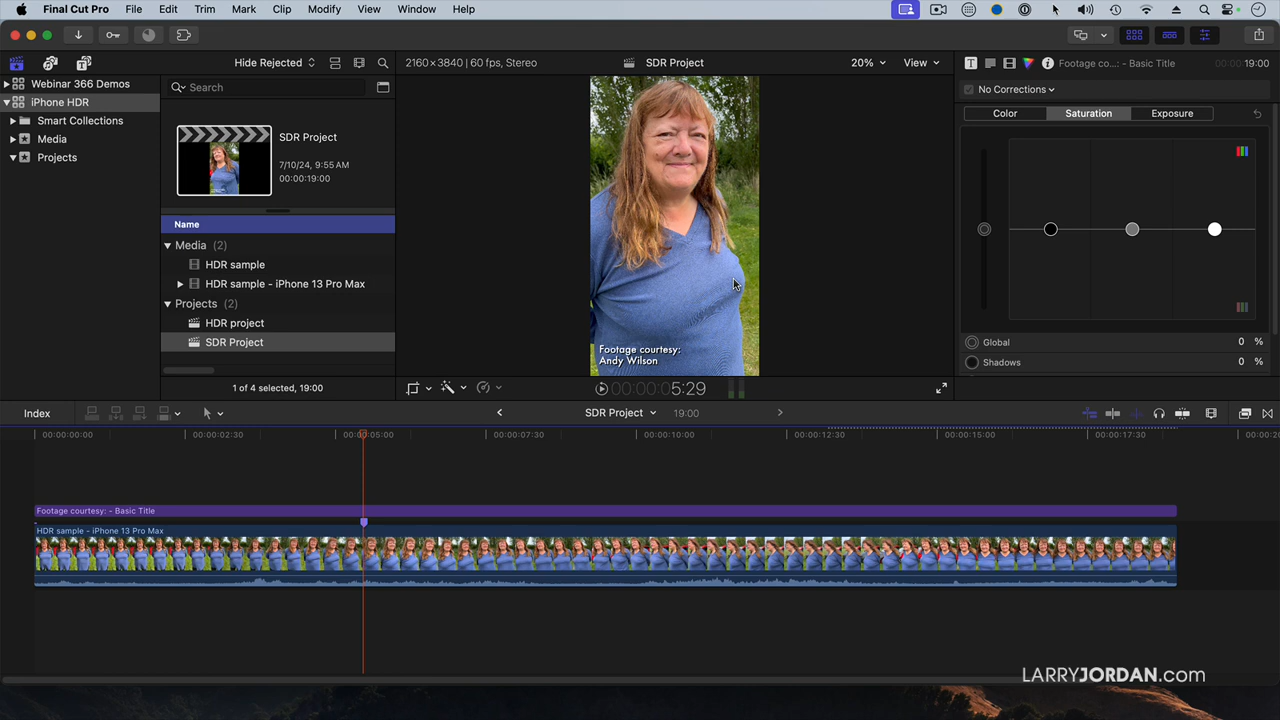 Final Cut Pro File Edit Trim Mark Clip Modify View Window Help
Webinar 366 Demos
iPhone HDR
Smart Collections
Media
Projects
Hide Rejected
Search
SDR Project
7/10/24, 9:55 AM
00:00:19:00
Name
Media (2)
HDR sample
HDR sample - iPhone 13 Pro Max
Projects (2)
HDR project
SDR Project
1 of 4 selected, 19:00
2160×3840 | 60 fps, Stereo
SDR Project
20%
View
Footage courtesy:
Andy Wilson
00:00:05:29
Footage co...: - Basic Title
00:00:19:00
No Corrections
Color Saturation Exposure
Global 0 %
Shadows 0 %
Index
SDR Project
19:00
00:00:00:00 00:00:02:30 00:00:05:00 00:00:07:30 00:00:10:00 00:00:12:30 00:00:15:00 00:00:17:30
Footage courtesy: - Basic Title
HDR sample - iPhone 13 Pro Max
LARRYJORDAN.com